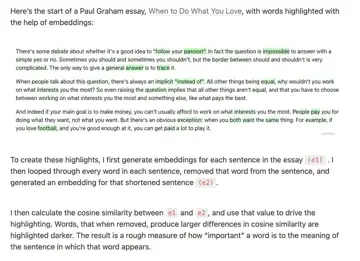 Here's the start of a Paul Graham essay, When to Do What You Love, with words highlighted with
the help of embeddings:
There's some debate about whether it's a good idea to "follow your passion". In fact the question is impossible to answer with a
simple yes or no. Sometimes you should and sometimes you shouldn't, but the border between should and shouldn't is very
complicated. The only way to give a general answer is to trace it.
When people talk about this question, there's always an implicit "instead of". All other things being equal, why wouldn't you work
on what interests you the most? So even raising the question implies that all other things aren't equal, and that you have to choose
between working on what interests you the most and something else, like what pays the best.
And indeed if your main goal is to make money, you can't usually afford to work on what interests you the most. People pay you for
doing what they want, not what you want. But there's an obvious exception: when you both want the same thing. For example, if
you love football, and you're good enough at it, you can get paid a lot to play it.
To create these highlights, I first generate embeddings for each sentence in the essay (e1) . I
then looped through every word in each sentence, removed that word from the sentence, and
generated an embedding for that shortened sentence (e2) .
I then calculate the cosine similarity between e1 and e2 , and use that value to drive the
highlighting. Words, that when removed, produce larger differences in cosine similarity are
highlighted darker. The result is a rough measure of how "important" a word is to the meaning of
the sentence in which that word appears.